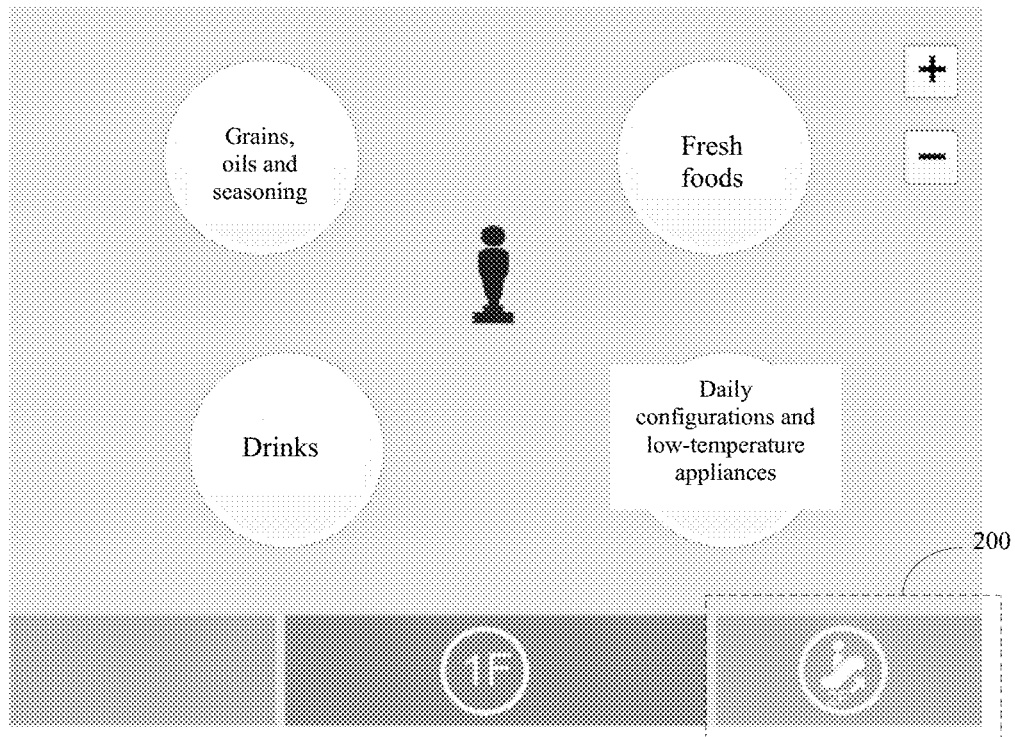 Grains,
oils and
seasoning
Fresh
foods
+
−
Drinks
Daily
configurations and
low-temperature
appliances
200
1F